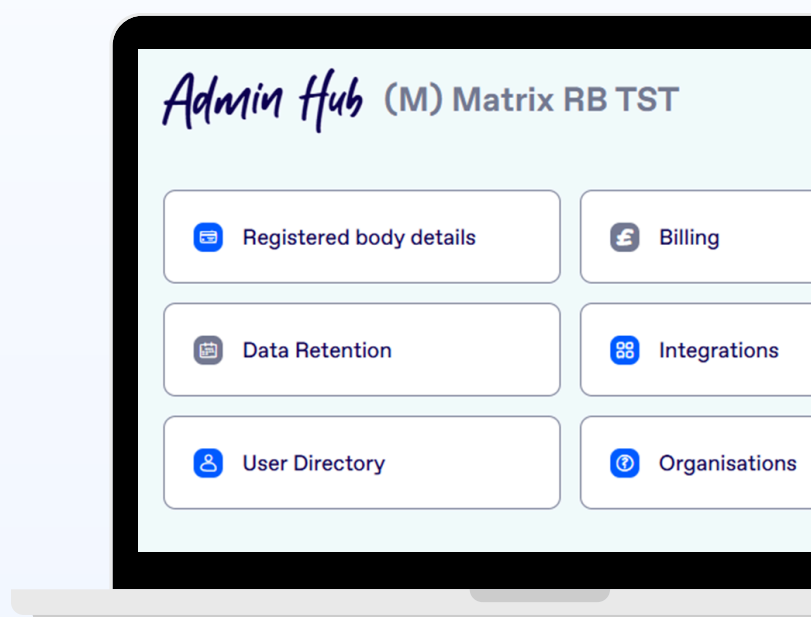 Admin Hub (M) Matrix RB TST
Registered body details
£ Billing
Data Retention
Integrations
User Directory
? Organisations